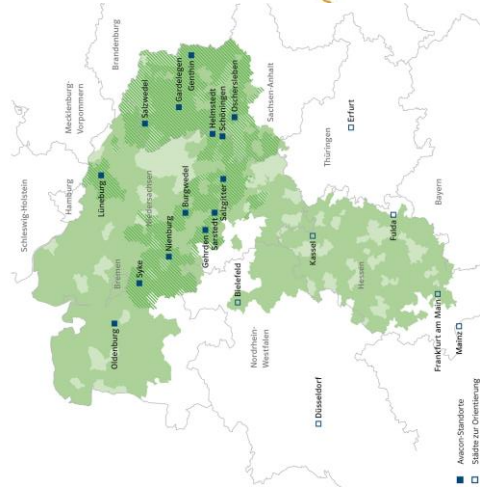 Schleswig-Holstein
Mecklenburg-
Vorpommern
Hamburg
Brandenburg
Lüneburg
Bremen
Niedersachsen
Oldenburg
Syke
Salzwedel
Nienburg
Gardelegen
Burgwedel
Genthin
Gehrden
Sarstedt
Helmstedt
Schöningen
Salzgitter
Oschersleben
Bielefeld
Sachsen-Anhalt
Nordrhein-
Westfalen
Kassel
Düsseldorf
Thüringen
Erfurt
Hessen
Fulda
Frankfurt am Main
Mainz
Bayern
Avacon-Standorte
Städte zur Orientierung